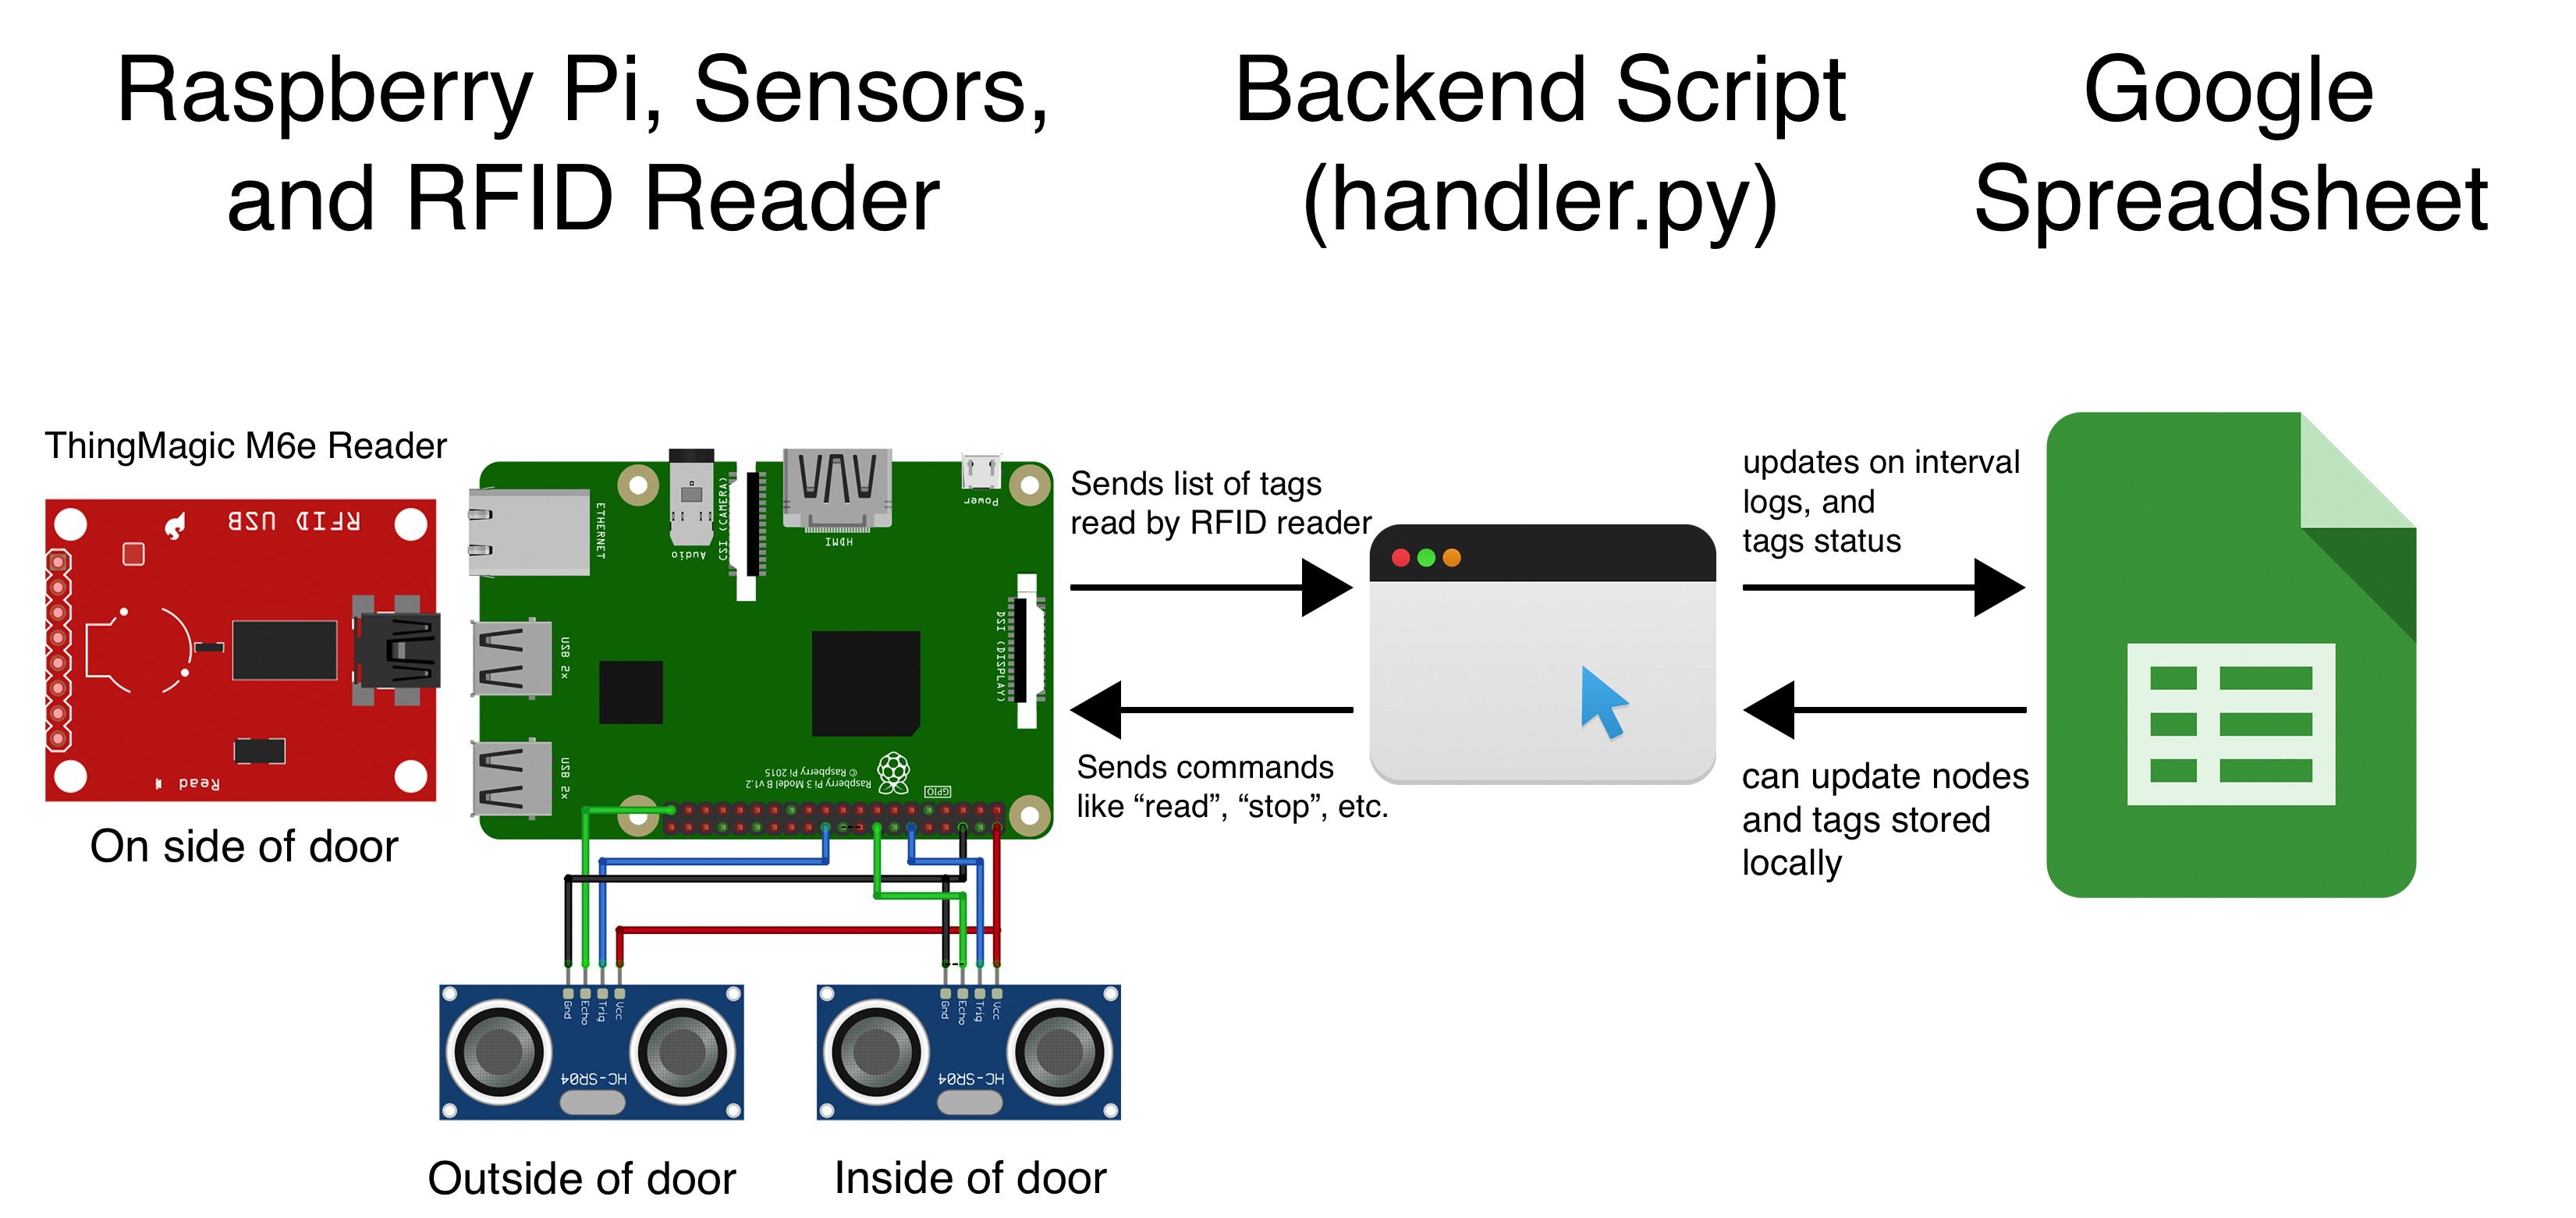 Raspberry Pi, Sensors,
and RFID Reader
Backend Script
(handler.py)
Google
Spreadsheet
ThingMagic M6e Reader
RFID USB
Read
On side of door
ETHERNET
Audio
CSI (CAMERA)
HDMI
Power
DSI (DISPLAY)
USB 2x
USB 2x
Raspberry Pi 3 Model B v1.2
© Raspberry Pi 2015
GPIO
Sends list of tags
read by RFID reader
Sends commands
like “read”, “stop”, etc.
updates on interval
logs, and
tags status
can update nodes
and tags stored
locally
Gnd
Echo
Trig
Vcc
HC-SR04
Outside of door
Gnd
Echo
Trig
Vcc
HC-SR04
Inside of door